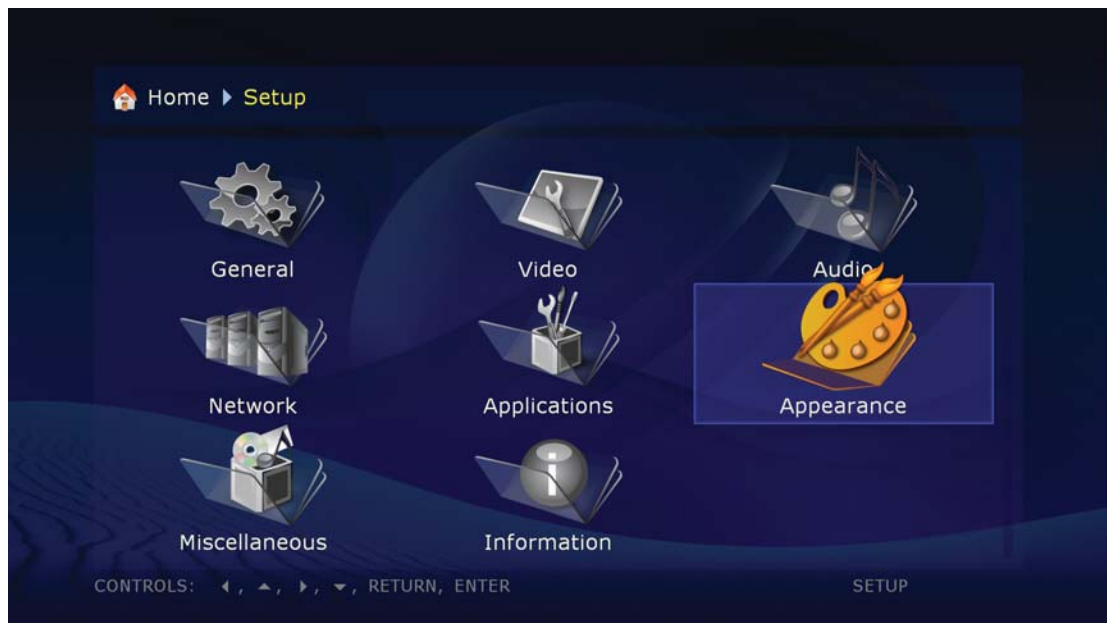 Home Setup
General Video Audio
Network Applications Appearance
Miscellaneous Information
CONTROLS: ◂, ▴, ▸, ▾, RETURN, ENTER SETUP